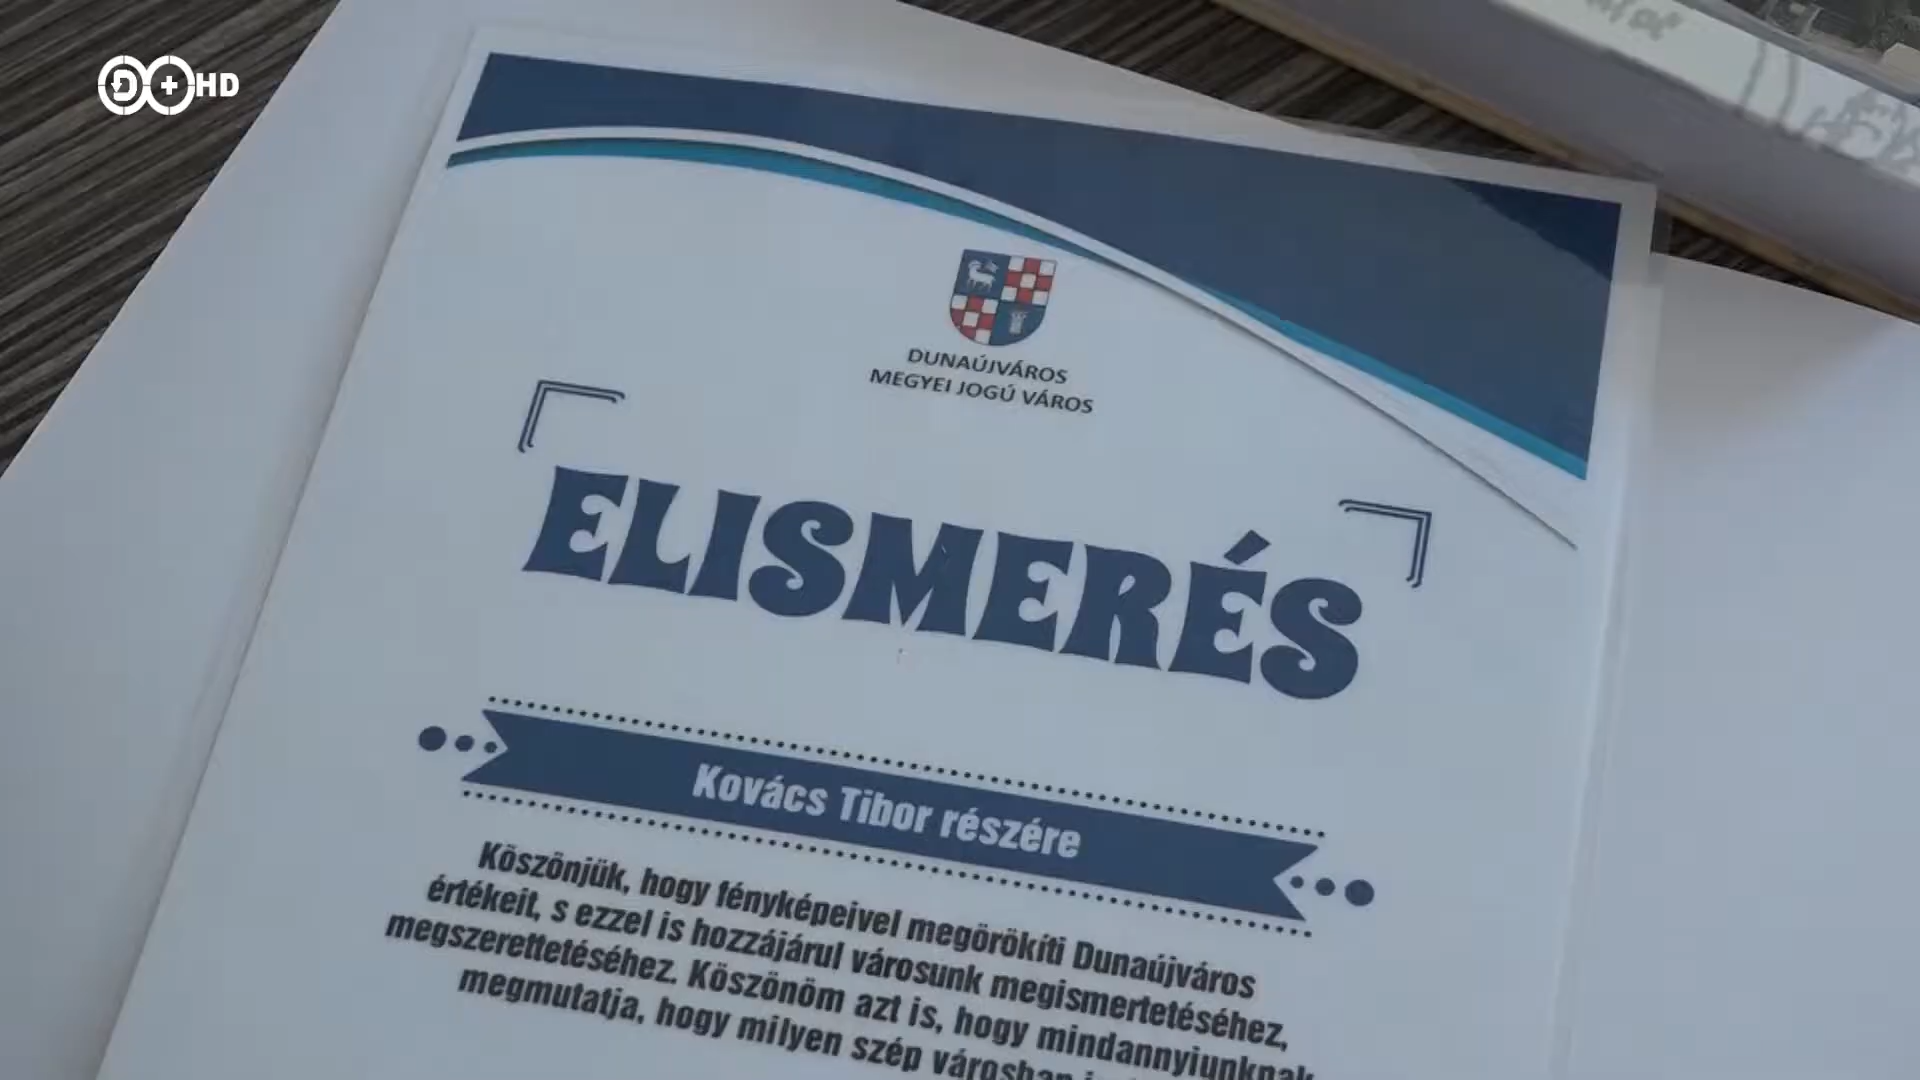 HD
DUNAÚJVÁROS
MEGYEI JOGÚ VÁROS
ELISMERÉS
Kovács Tibor részére
Köszönjük, hogy fényképeivel megörökíti Dunaújváros
értékeit, s ezzel is hozzájárul városunk megismertetéséhez,
megszerettetéséhez. Köszönöm azt is, hogy mindannyiunknak
megmutatja, hogy milyen szép városban